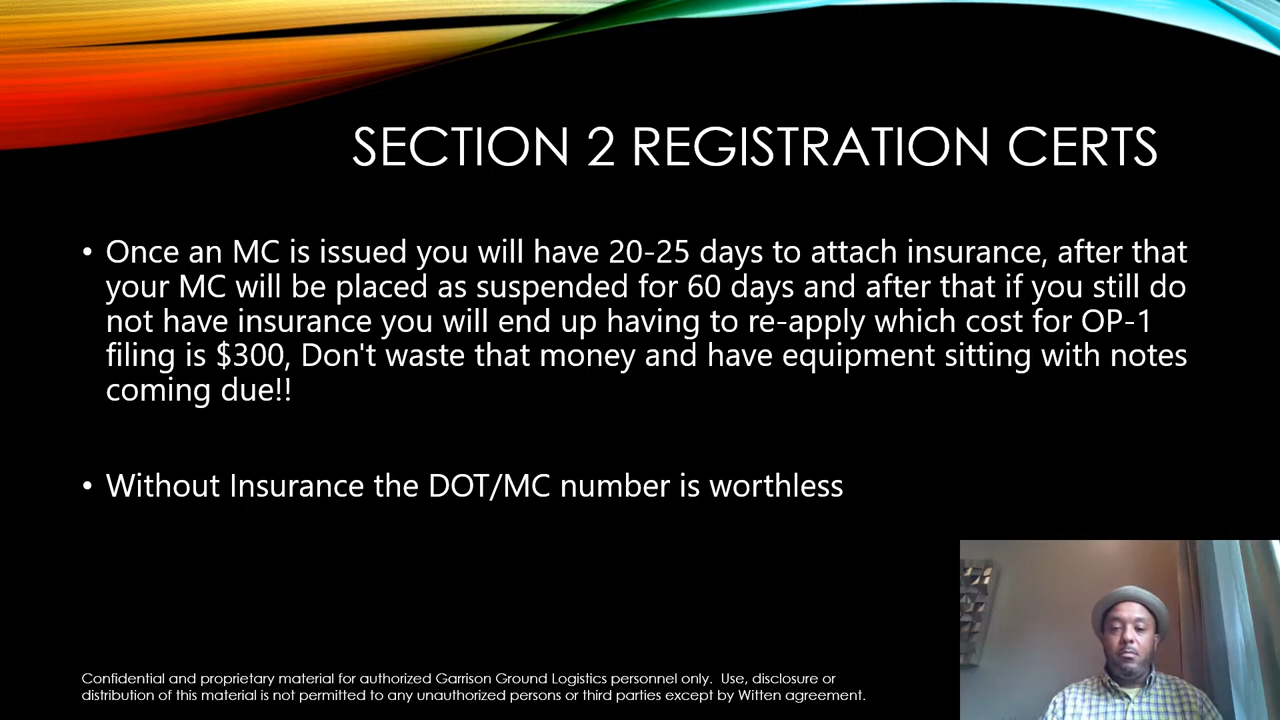 SECTION 2 REGISTRATION CERTS
• Once an MC is issued you will have 20-25 days to attach insurance, after that
your MC will be placed as suspended for 60 days and after that if you still do
not have insurance you will end up having to re-apply which cost for OP-1
filing is $300, Don't waste that money and have equipment sitting with notes
coming due!!
• Without Insurance the DOT/MC number is worthless
Confidential and proprietary material for authorized Garrison Ground Logistics personnel only.  Use, disclosure or
distribution of this material is not permitted to any unauthorized persons or third parties except by Witten agreement.